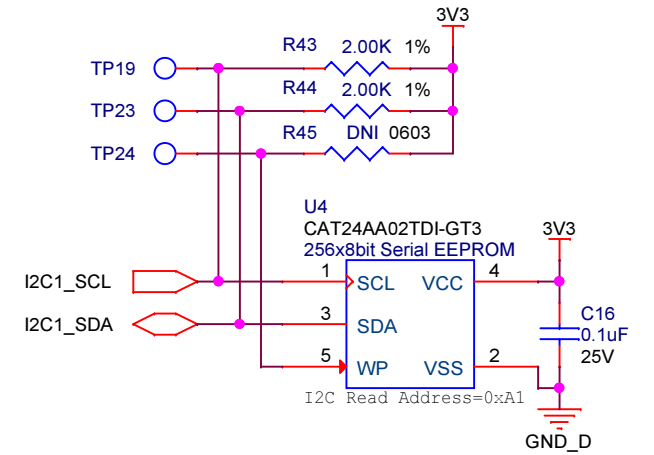 3V3
R43 2.00K 1%
TP19
R44 2.00K 1%
TP23
R45 DNI 0603
TP24
U4
CAT24AA02TDI-GT3
256x8bit Serial EEPROM
3V3
I2C1_SCL 1 SCL VCC 4
I2C1_SDA 3 SDA
C16
0.1uF
25V
5 WP VSS 2
I2C Read Address=0xA1
GND_D